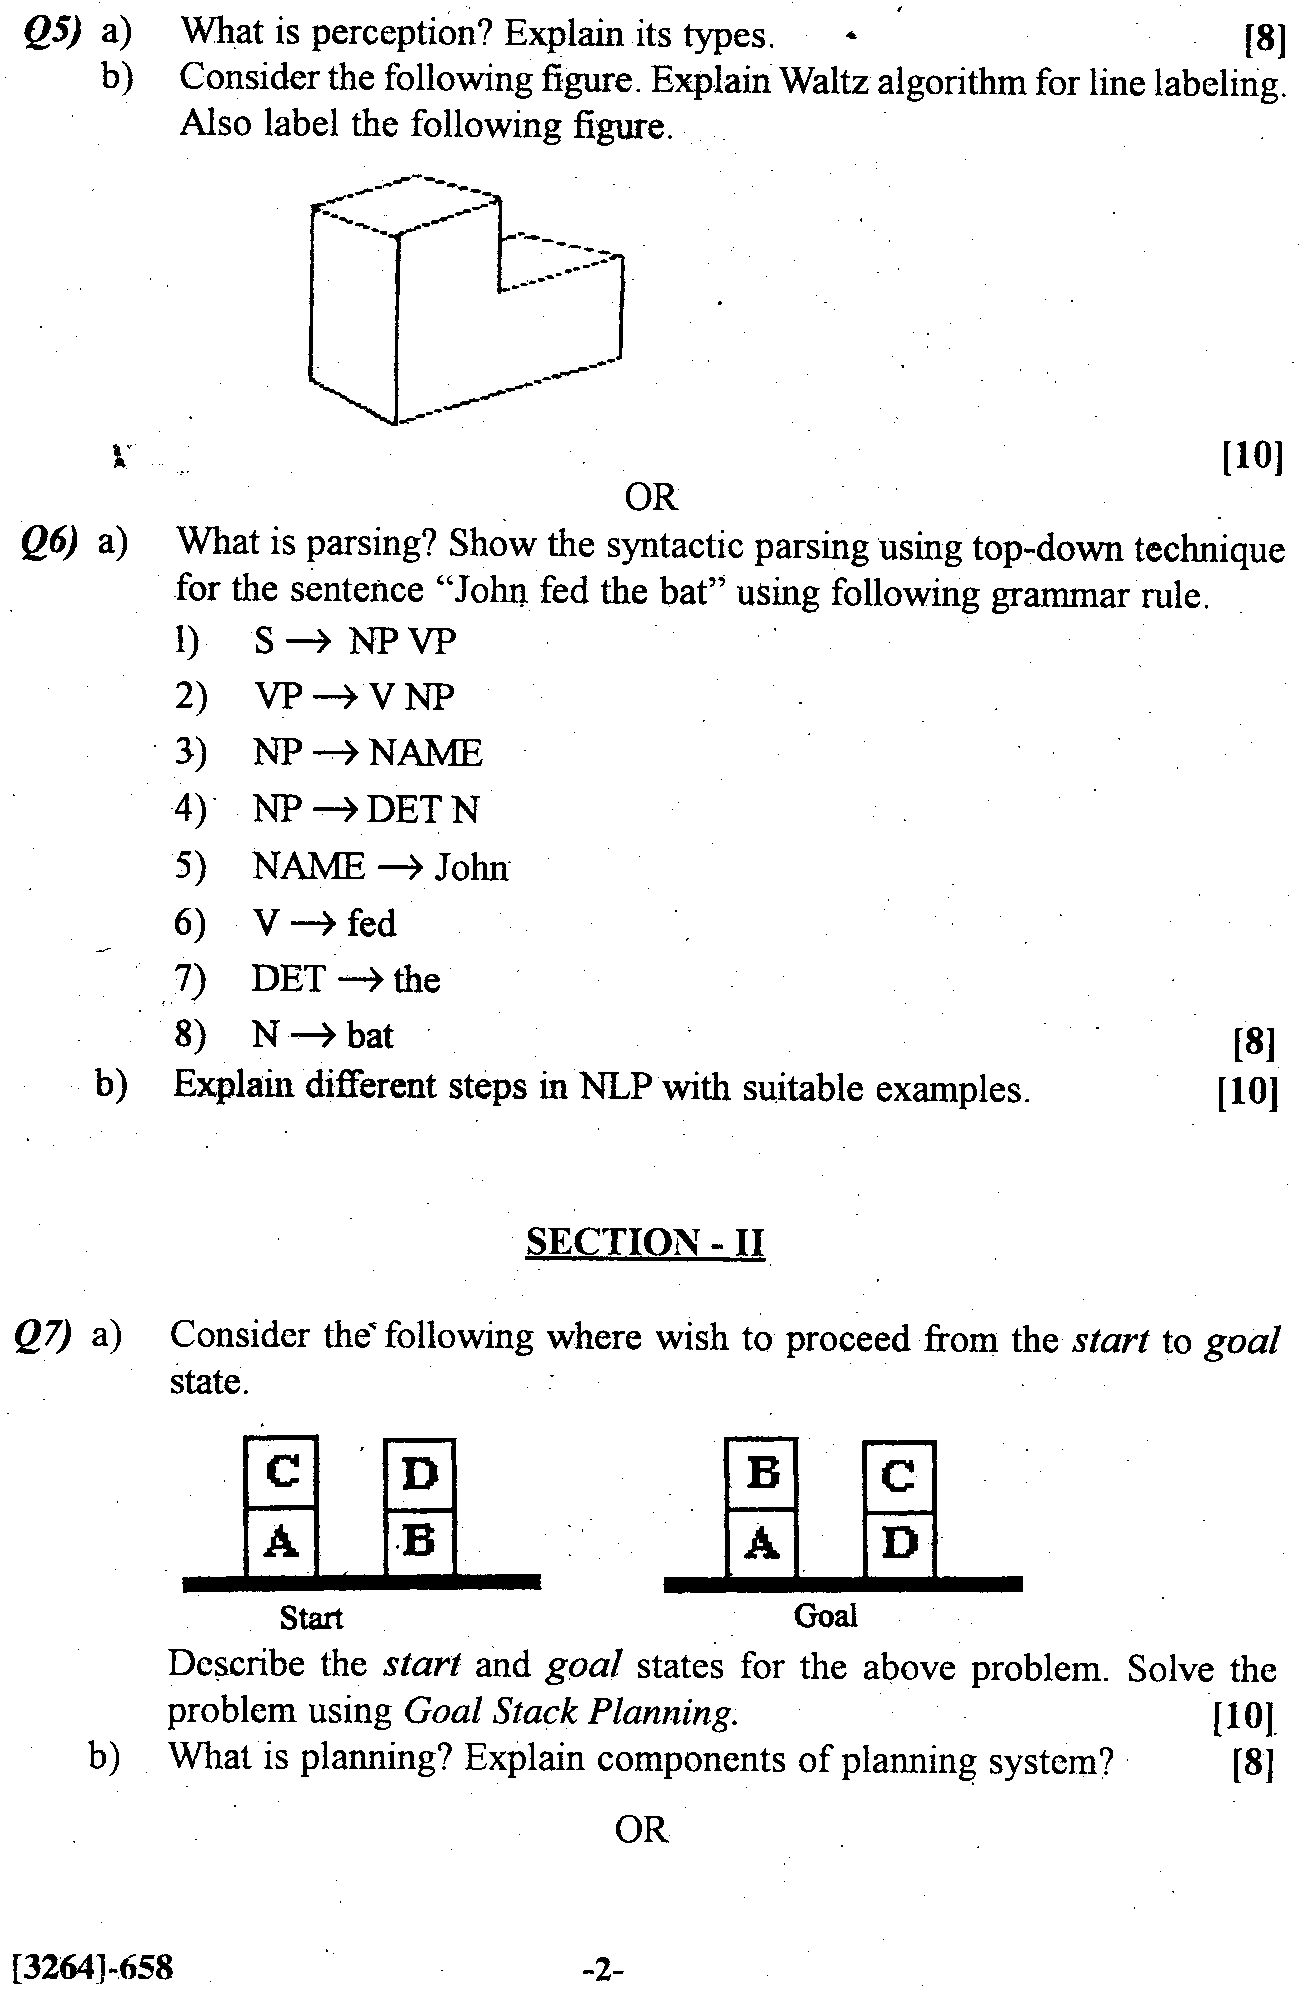 Q5) a) What is perception? Explain its types. [8]
b) Consider the following figure. Explain Waltz algorithm for line labeling.
Also label the following figure.
[10]
OR
Q6) a) What is parsing? Show the syntactic parsing using top-down technique
for the sentence “John fed the bat” using following grammar rule.
1) S → NP VP
2) VP → V NP
3) NP → NAME
4) NP → DET N
5) NAME → John
6) V → fed
7) DET → the
8) N → bat [8]
b) Explain different steps in NLP with suitable examples. [10]
SECTION - II
Q7) a) Consider the following where wish to proceed from the start to goal
state.
C D B C
A B A D
Start Goal
Describe the start and goal states for the above problem. Solve the
problem using Goal Stack Planning. [10]
b) What is planning? Explain components of planning system? [8]
OR
[3264]-658 -2-